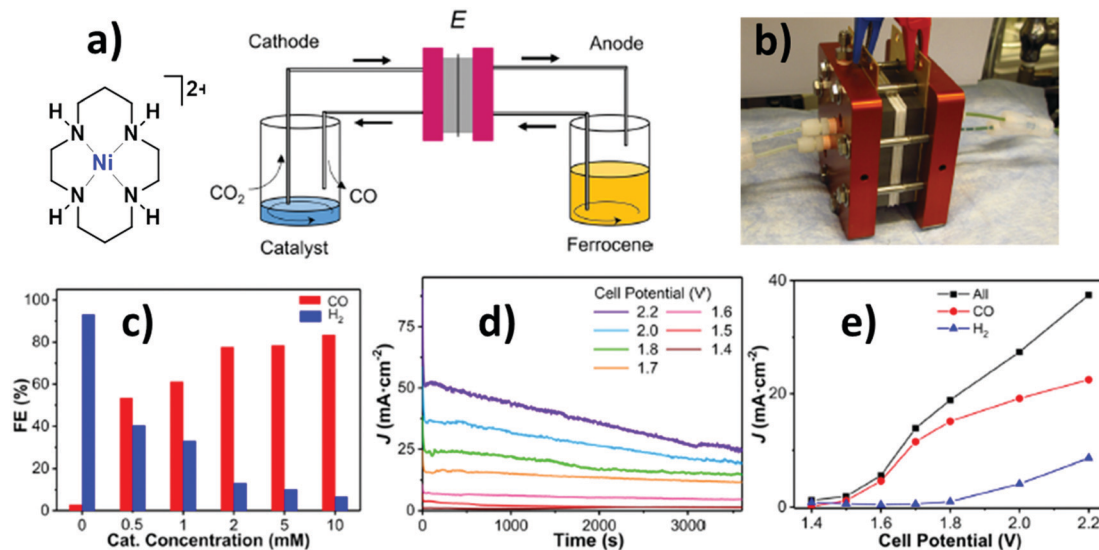 a)
H
N
N
H
Ni
H
N
N
H
2+
E
Cathode
Anode
CO2
CO
Catalyst
Ferrocene
b)
c)
CO
H2
FE (%)
100
80
60
40
20
0
0 0.5 1 2 5 10
Cat. Concentration (mM)
d)
Cell Potential (V)
2.2 1.6
2.0 1.5
1.8 1.4
1.7
J (mA·cm-2)
75
50
25
0
0 1000 2000 3000
Time (s)
e)
All
CO
H2
J (mA·cm-2)
40
20
0
1.4 1.6 1.8 2.0 2.2
Cell Potential (V)